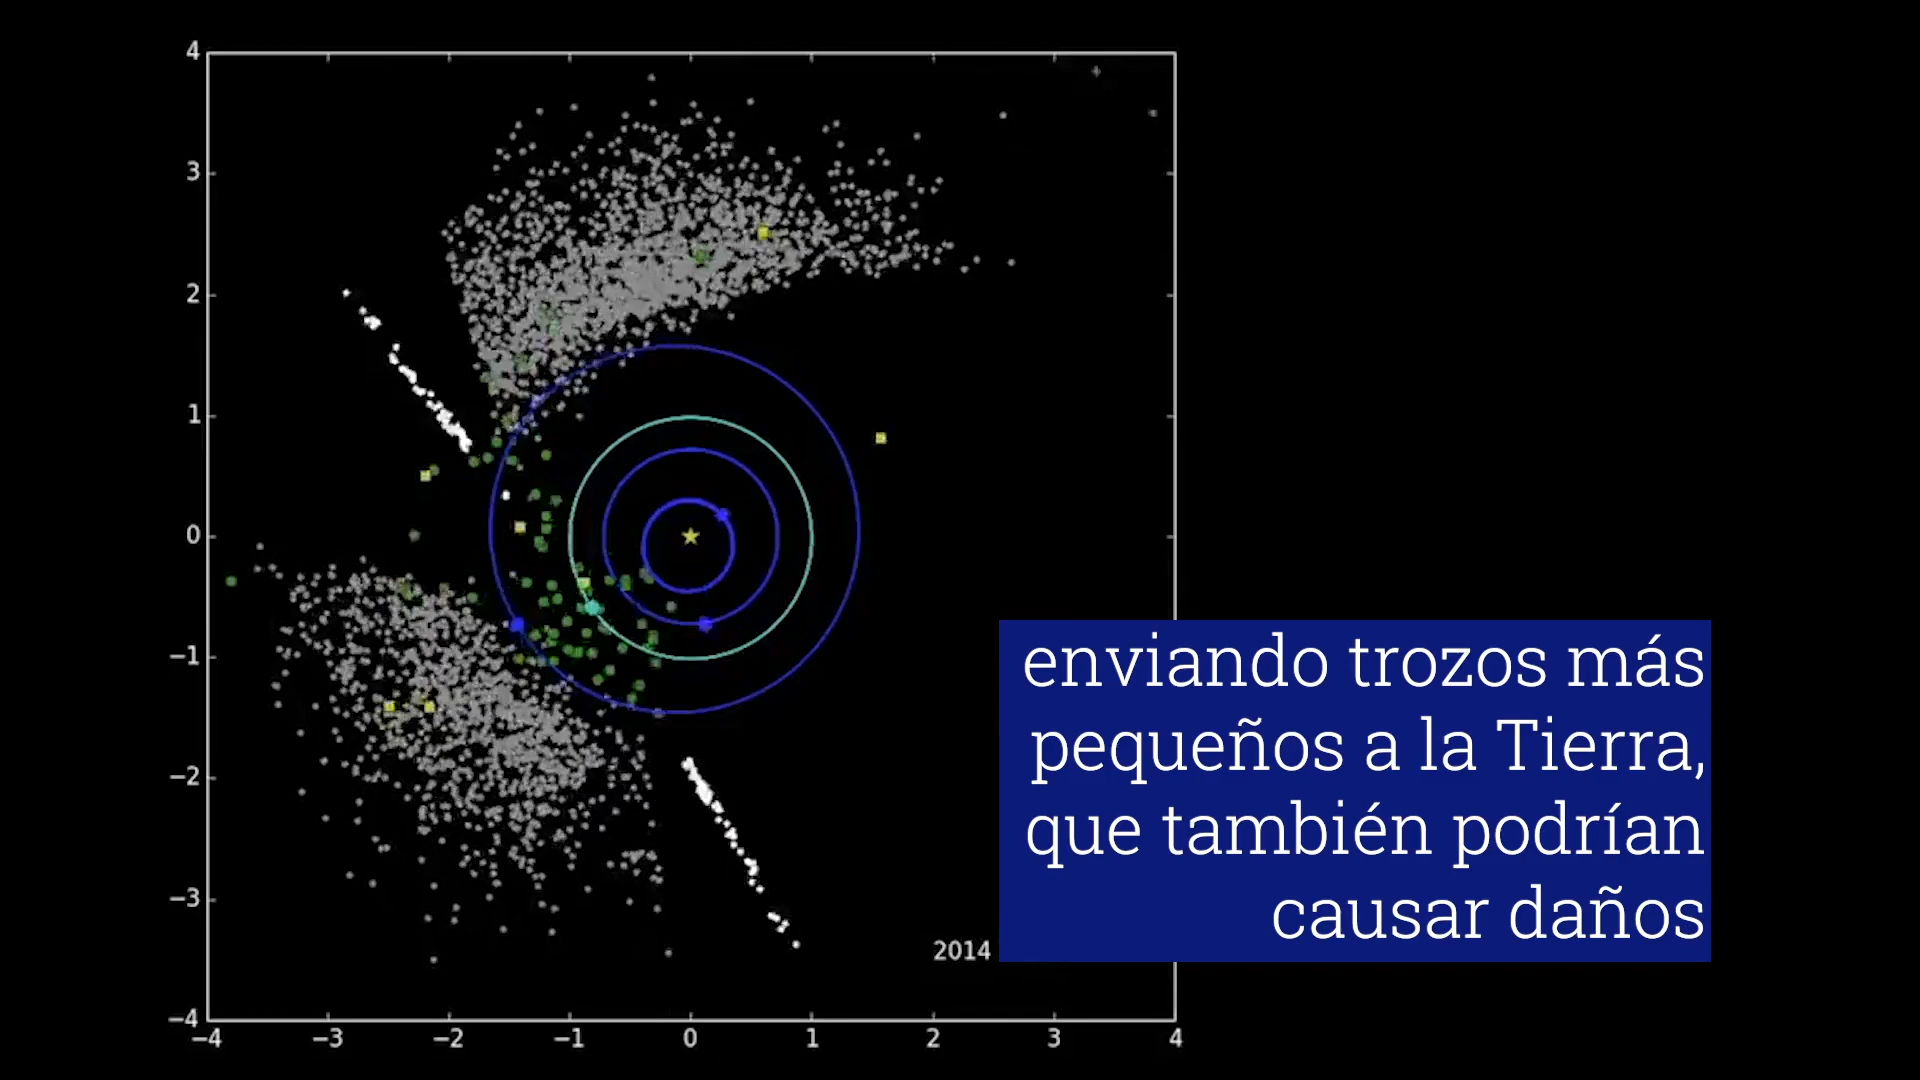 4
3
2
1
0
−1
−2
−3
−4
−4 −3 −2 −1 0 1 2 3 4
2014
enviando trozos más
pequeños a la Tierra,
que también podrían
causar daños